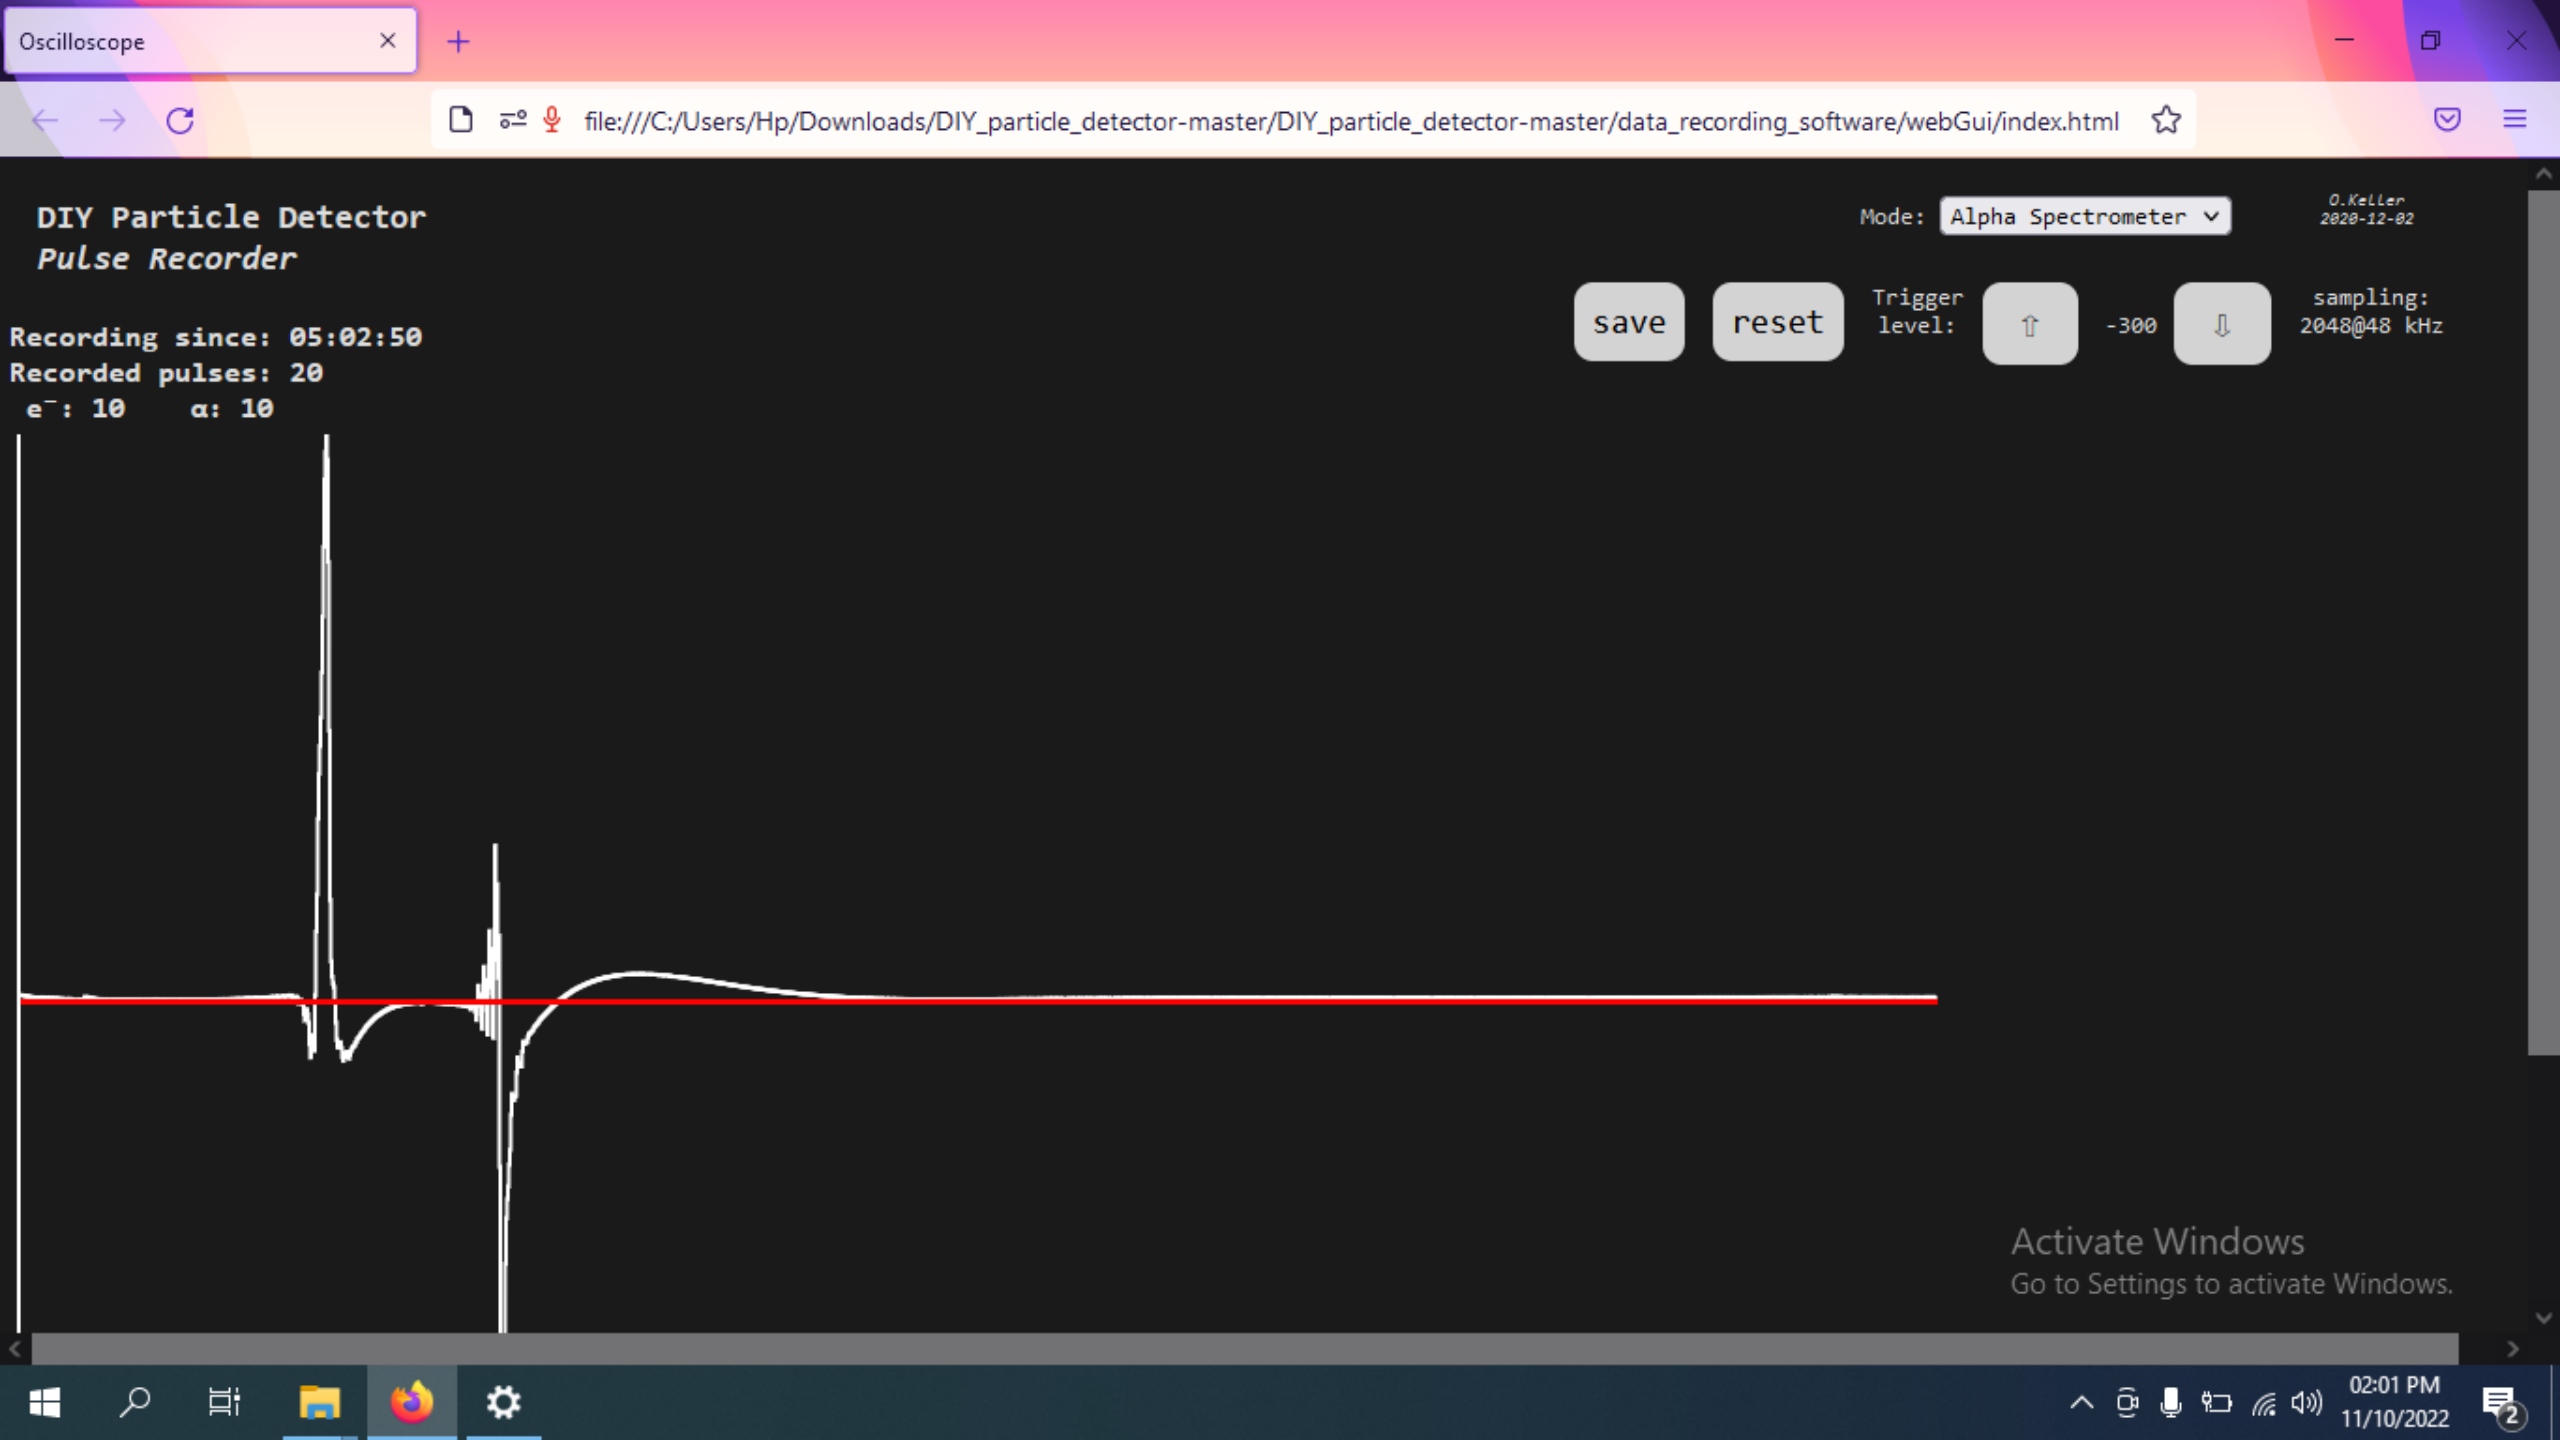 Oscilloscope
file:///C:/Users/Hp/Downloads/DIY_particle_detector-master/DIY_particle_detector-master/data_recording_software/webGui/index.html
DIY Particle Detector
Pulse Recorder
Mode: Alpha Spectrometer
O.Keller
2020-12-02
save
reset
Trigger
level:
⇧
-300
⇩
sampling:
2048@48 kHz
Recording since: 05:02:50
Recorded pulses: 20
e⁻: 10 α: 10
Activate Windows
Go to Settings to activate Windows.
02:01 PM
11/10/2022
2